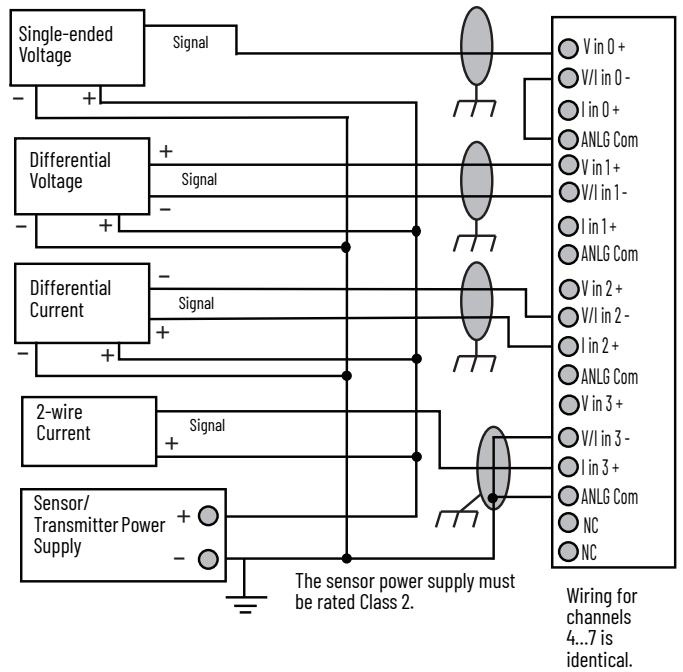 Single-ended
Voltage
Signal
−
+
Differential
Voltage
+
Signal
−
−
+
Differential
Current
−
Signal
+
−
+
2-wire
Current
Signal
+
Sensor/
Transmitter Power
Supply
+
−
The sensor power supply must
be rated Class 2.
V in 0 +
V/I in 0 -
I in 0 +
ANLG Com
V in 1 +
V/I in 1 -
I in 1 +
ANLG Com
V in 2 +
V/I in 2 -
I in 2 +
ANLG Com
V in 3 +
V/I in 3 -
I in 3 +
ANLG Com
NC
NC
Wiring for
channels
4...7 is
identical.